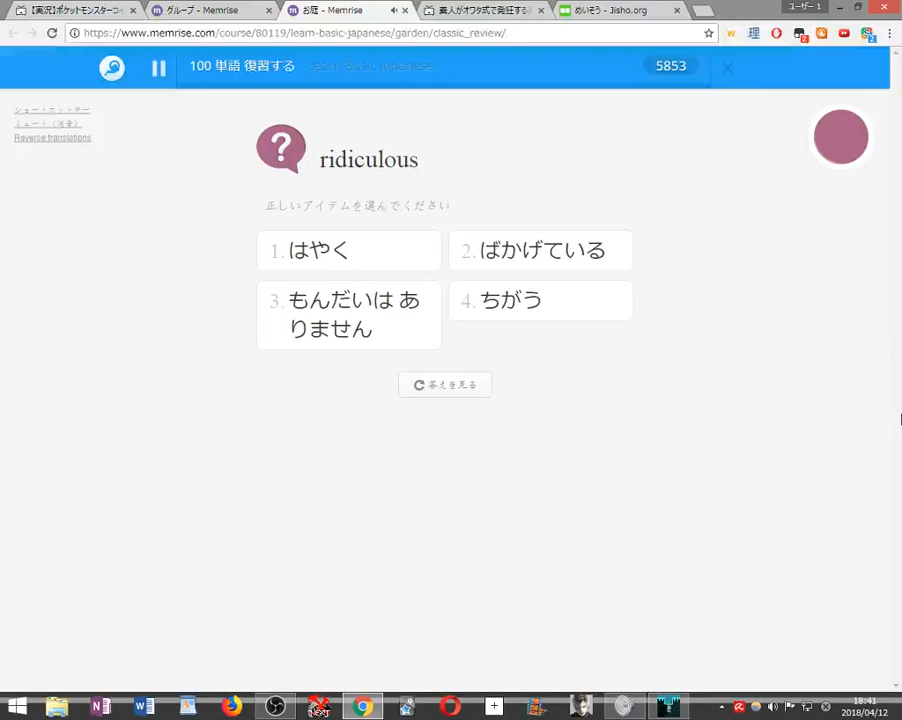 【実況】ポケットモンスターコ
グループ - Memrise
お庭 - Memrise
素人がオワタ式で発狂する
めいそう - Jisho.org
ユーザー 1
https://www.memrise.com/course/80119/learn-basic-japanese/garden/classic_review/
100 単語 復習する
Learn Basic Japanese
5853
ショートカットキー
ミュート（消音）
Reverse translations
? ridiculous
正しいアイテムを選んでください
1. はやく
2. ばかげている
3. もんだいは あ
りません
4. ちがう
答えを見る
18:41
2018/04/12